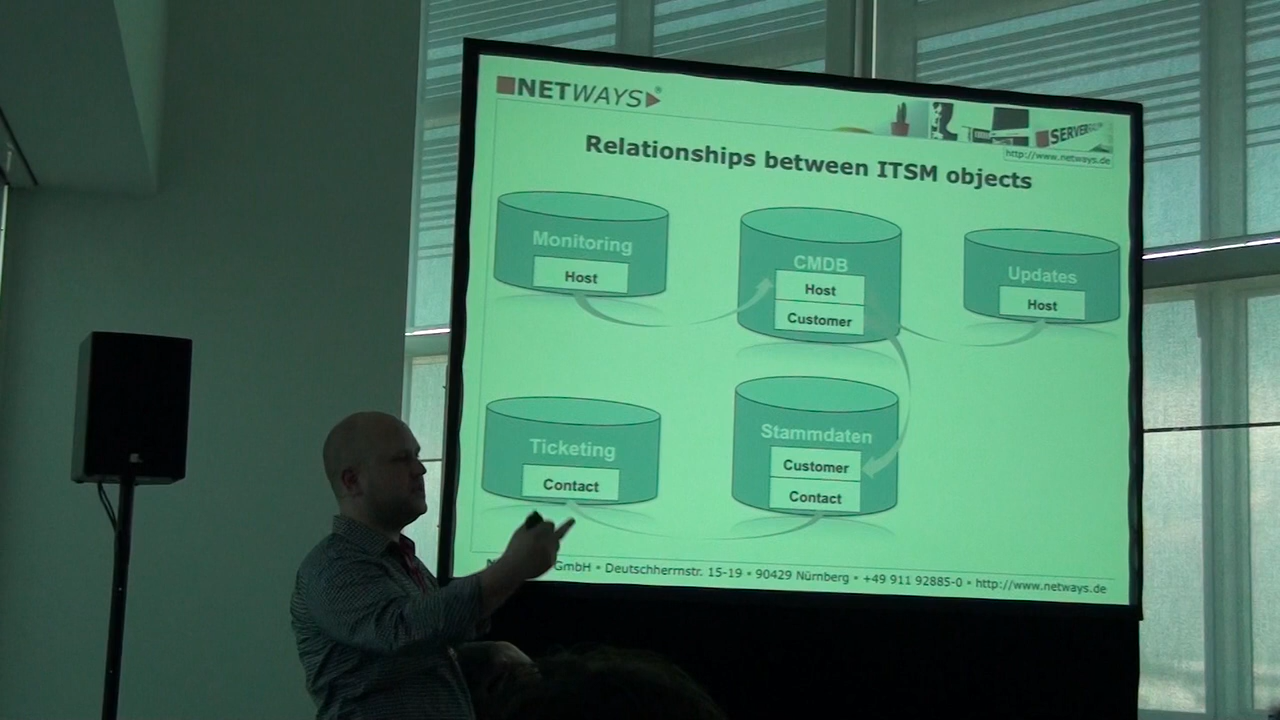 NETWAYS®
SERVER
http://www.netways.de
Relationships between ITSM objects
Monitoring
Host
CMDB
Host
Customer
Updates
Host
Ticketing
Contact
Stammdaten
Customer
Contact
GmbH • Deutschherrnstr. 15-19 • 90429 Nürnberg • +49 911 92885-0 • http://www.netways.de